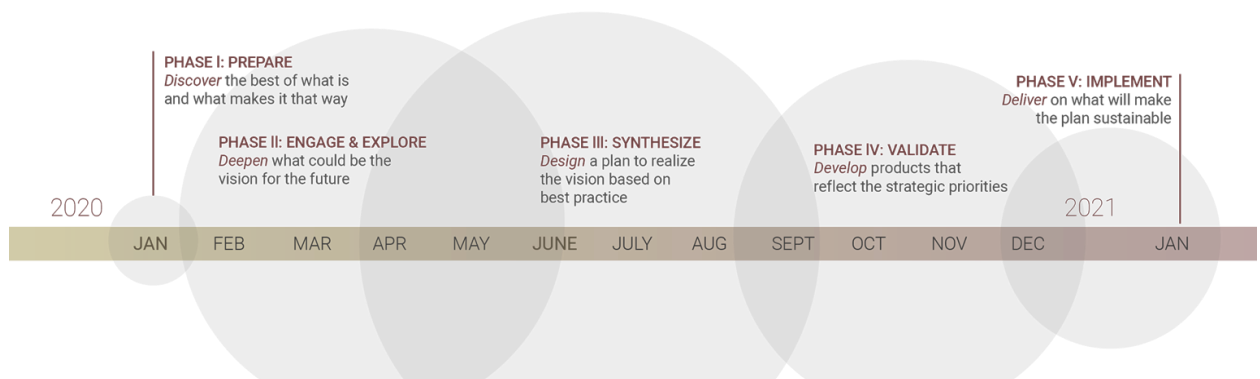 PHASE I: PREPARE
Discover the best of what is
and what makes it that way
PHASE II: ENGAGE & EXPLORE
Deepen what could be the
vision for the future
PHASE III: SYNTHESIZE
Design a plan to realize
the vision based on
best practice
PHASE IV: VALIDATE
Develop products that
reflect the strategic priorities
PHASE V: IMPLEMENT
Deliver on what will make
the plan sustainable
2020
2021
JAN FEB MAR APR MAY JUNE JULY AUG SEPT OCT NOV DEC JAN